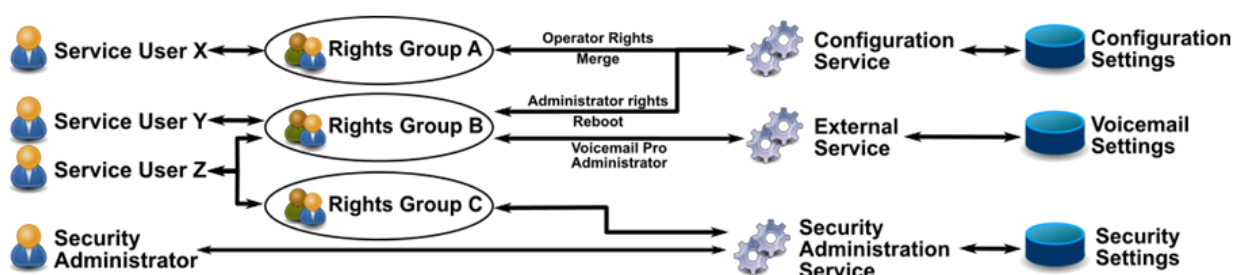 Service User X
Rights Group A
Operator Rights
Merge
Configuration
Service
Configuration
Settings
Service User Y
Rights Group B
Administrator rights
Reboot
Voicemail Pro
Administrator
External
Service
Voicemail
Settings
Service User Z
Rights Group C
Security
Administrator
Security
Administration
Service
Security
Settings